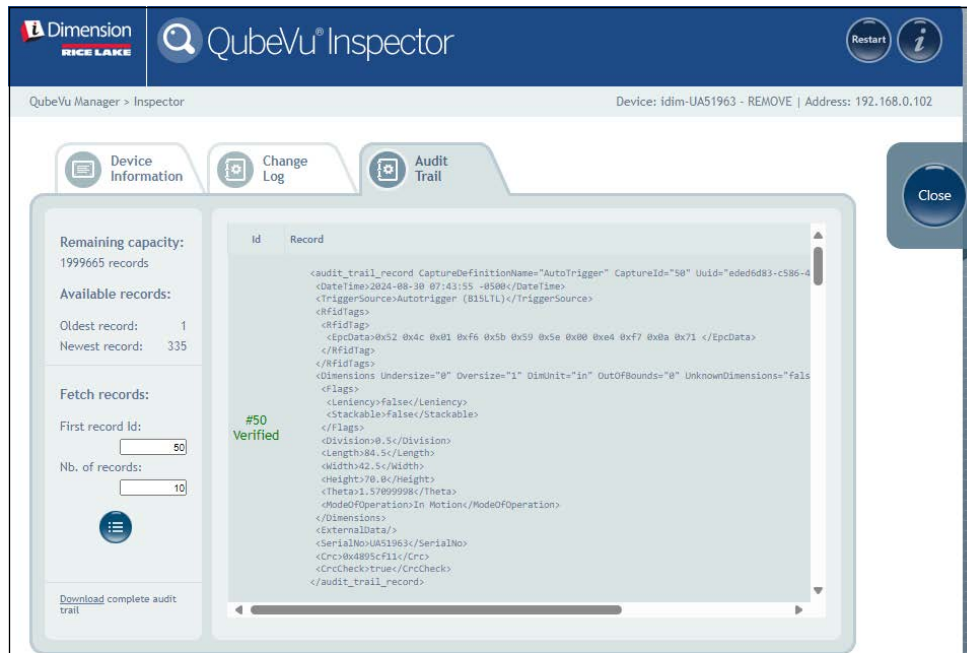 iDimension
RICE LAKE
QubeVu® Inspector
Restart
i
QubeVu Manager > Inspector
Device: idim-UA51963 - REMOVE | Address: 192.168.0.102
Device Information
Change Log
Audit Trail
Close
Remaining capacity:
1999665 records
Available records:
Oldest record: 1
Newest record: 335
Fetch records:
First record Id:
50
Nb. of records:
10
Download complete audit
trail
Id Record
#50
Verified
<audit_trail_record CaptureDefinitionName="AutoTrigger" CaptureId="50" Uuid="eded6d83-c586-4
<DateTime>2024-08-30 07:43:55 -0500</DateTime>
<TriggerSource>Autotrigger (B15LTL)</TriggerSource>
<RfidTags>
<RfidTag>
<EpcData>0x52 0x4c 0x01 0xf6 0x5b 0x59 0x5e 0x00 0xe4 0xf7 0x0a 0x71 </EpcData>
</RfidTag>
</RfidTags>
<Dimensions Undersize="0" Oversize="1" DimUnit="in" OutOfBounds="0" UnknownDimensions="fals
<Flags>
<Leniency>false</Leniency>
<Stackable>false</Stackable>
</Flags>
<Division>0.5</Division>
<Length>84.5</Length>
<Width>42.5</Width>
<Height>70.0</Height>
<Theta>1.57099998</Theta>
<ModeOfOperation>In Motion</ModeOfOperation>
</Dimensions>
<ExternalData/>
<SerialNo>UA51963</SerialNo>
<Crc>0x4895cf11</Crc>
<CrcCheck>true</CrcCheck>
</audit_trail_record>